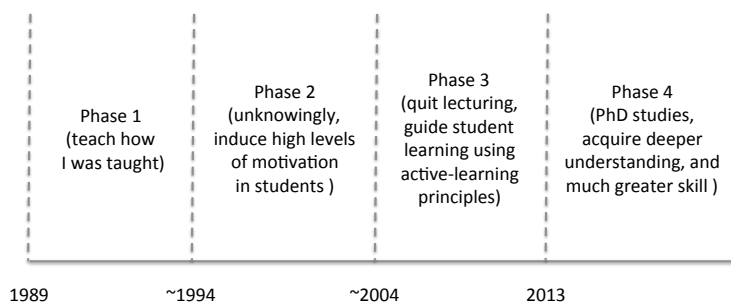 Phase 1
(teach how
I was taught)
Phase 2
(unknowingly,
induce high levels
of motivation
in students )
Phase 3
(quit lecturing,
guide student
learning using
active-learning
principles)
Phase 4
(PhD studies,
acquire deeper
understanding, and
much greater skill )
1989
~1994
~2004
2013